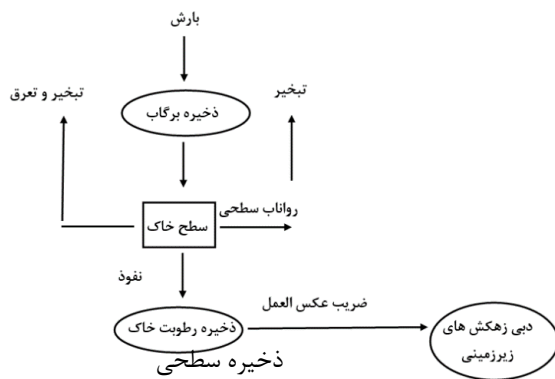 بارش
تبخیر و تعرق
تبخیر
ذخیره برگاب
رواناب سطحی
سطح خاک
نفوذ
ضریب عکس العمل
ذخیره رطوبت خاک
دبی زهکش های
زیرزمینی
ذخیره سطحی